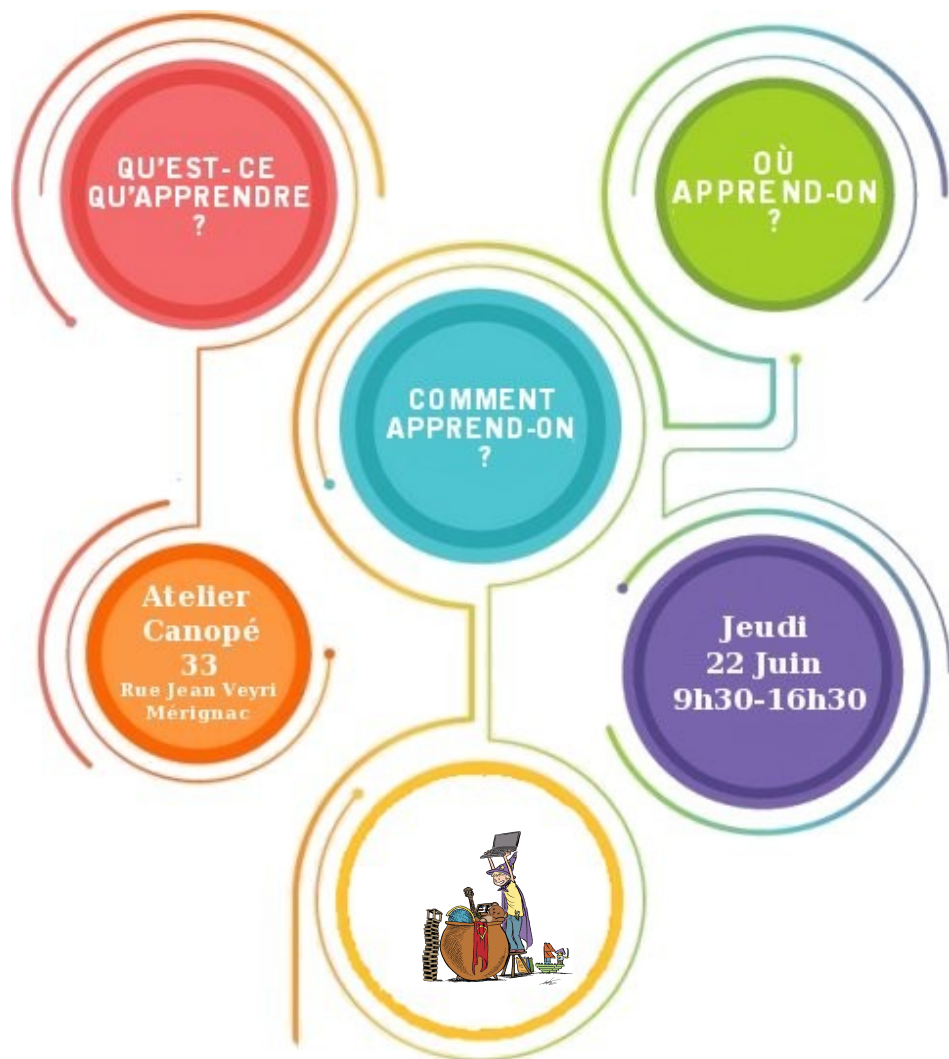 QU'EST-CE
QU'APPRENDRE
?
OÙ
APPREND-ON
?
COMMENT
APPREND-ON
?
Atelier
Canopé
33
Rue Jean Veyri
Mérignac
Jeudi
22 Juin
9h30-16h30